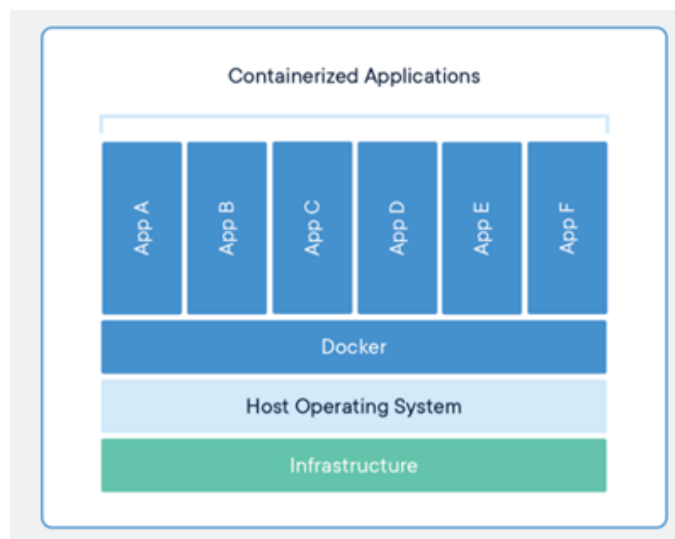 Containerized Applications
App A
App B
App C
App D
App E
App F
Docker
Host Operating System
Infrastructure